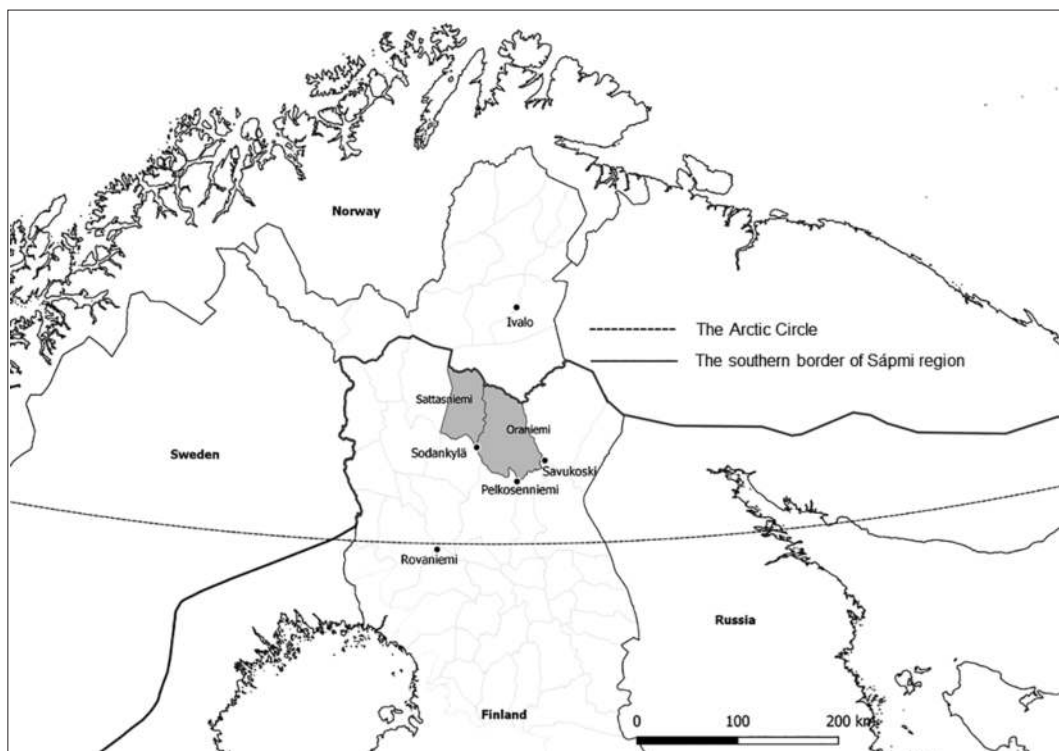 Norway
Ivalo
The Arctic Circle
The southern border of Sápmi region
Sattasniemi
Oraniemi
Sodankylä
Sweden
Savukoski
Pelkosenniemi
Rovaniemi
Russia
Finland
0 100 200 km